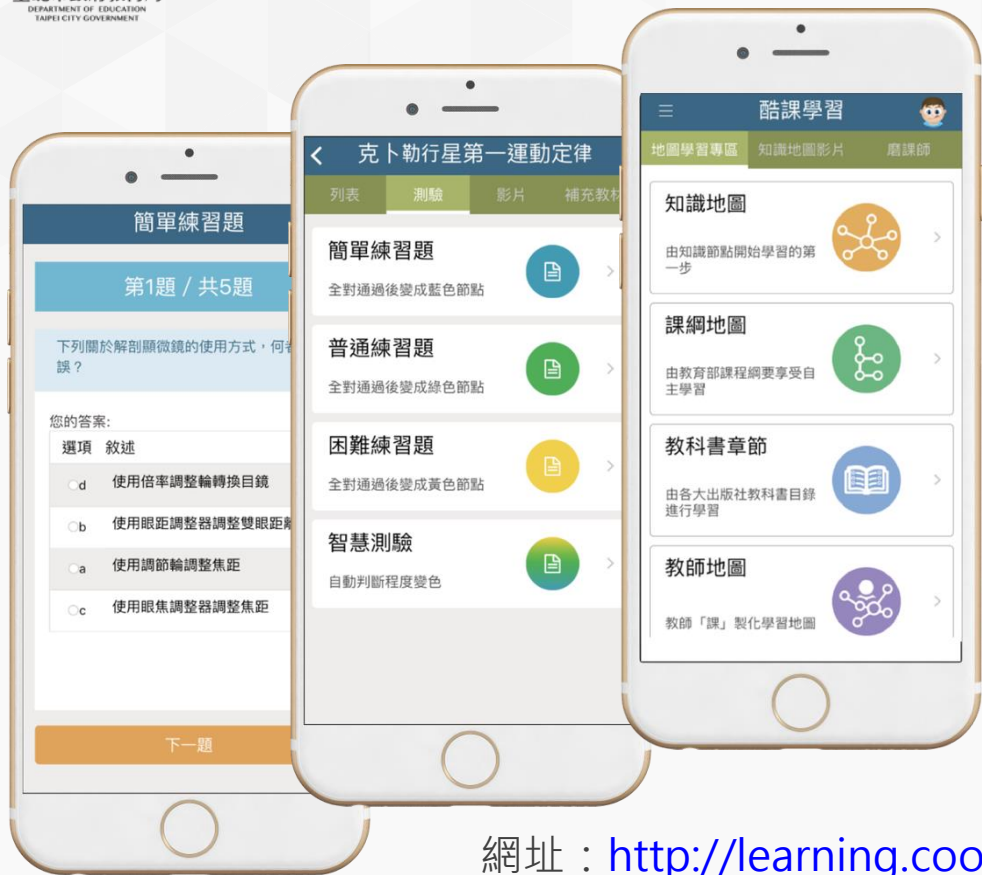 DEPARTMENT OF EDUCATION
TAIPEI CITY GOVERNMENT
簡單練習題
第1題 / 共5題
下列關於解剖顯微鏡的使用方式,何
誤?
您的答案:
選項 敘述
d 使用倍率調整輪轉換目鏡
b 使用眼距調整器調整雙眼距
a 使用調節輪調整焦距
c 使用眼焦調整器調整焦距
下一題
克卜勒行星第一運動定律
列表 測驗 影片 補充教材
簡單練習題
全對通過後變成藍色節點
普通練習題
全對通過後變成綠色節點
困難練習題
全對通過後變成黃色節點
智慧測驗
自動判斷程度變色
酷課學習
地圖學習專區 知識地圖影片 磨課師
知識地圖
由知識節點開始學習的第
一步
課綱地圖
由教育部課程綱要享受自
主學習
教科書章節
由各大出版社教科書目錄
進行學習
教師地圖
教師「課」製化學習地圖
網址:http://learning.coo